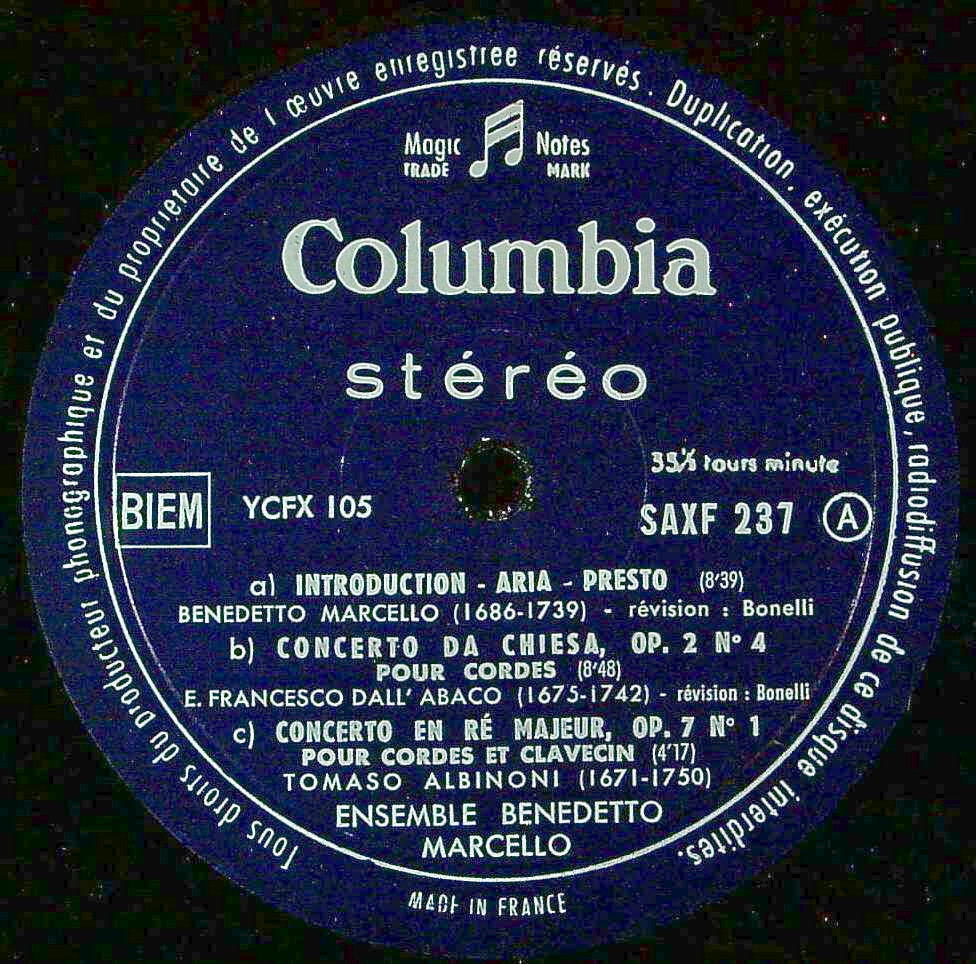 Tous droits du producteur phonographique et du propriétaire de l'œuvre enregistrée réservés. Duplication, exécution publique, radiodiffusion de ce disque interdites.
Magic Notes
TRADE MARK
Columbia
stéréo
33⅓ tours minute
BIEM YCFX 105 SAXF 237 A
a) INTRODUCTION - ARIA - PRESTO (8'39)
BENEDETTO MARCELLO (1686-1739) - révision : Bonelli
b) CONCERTO DA CHIESA, OP. 2 N° 4
POUR CORDES (8'48)
E. FRANCESCO DALL'ABACO (1675-1742) - révision : Bonelli
c) CONCERTO EN RÉ MAJEUR, OP. 7 N° 1
POUR CORDES ET CLAVECIN (4'17)
TOMASO ALBINONI (1671-1750)
ENSEMBLE BENEDETTO
MARCELLO
MADE IN FRANCE